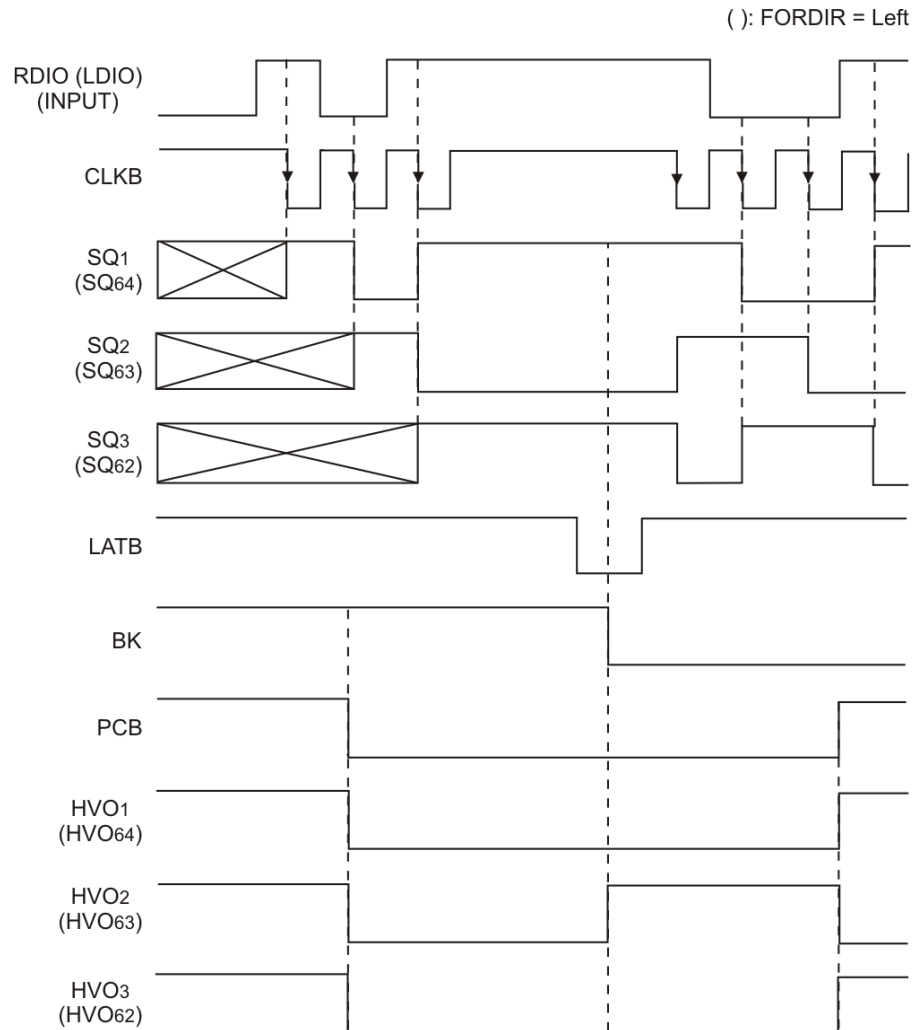 ( ): FORDIR = Left
RDIO (LDIO)
(INPUT)
CLKB
SQ1
(SQ64)
SQ2
(SQ63)
SQ3
(SQ62)
LATB
BK
PCB
HVO1
(HVO64)
HVO2
(HVO63)
HVO3
(HVO62)